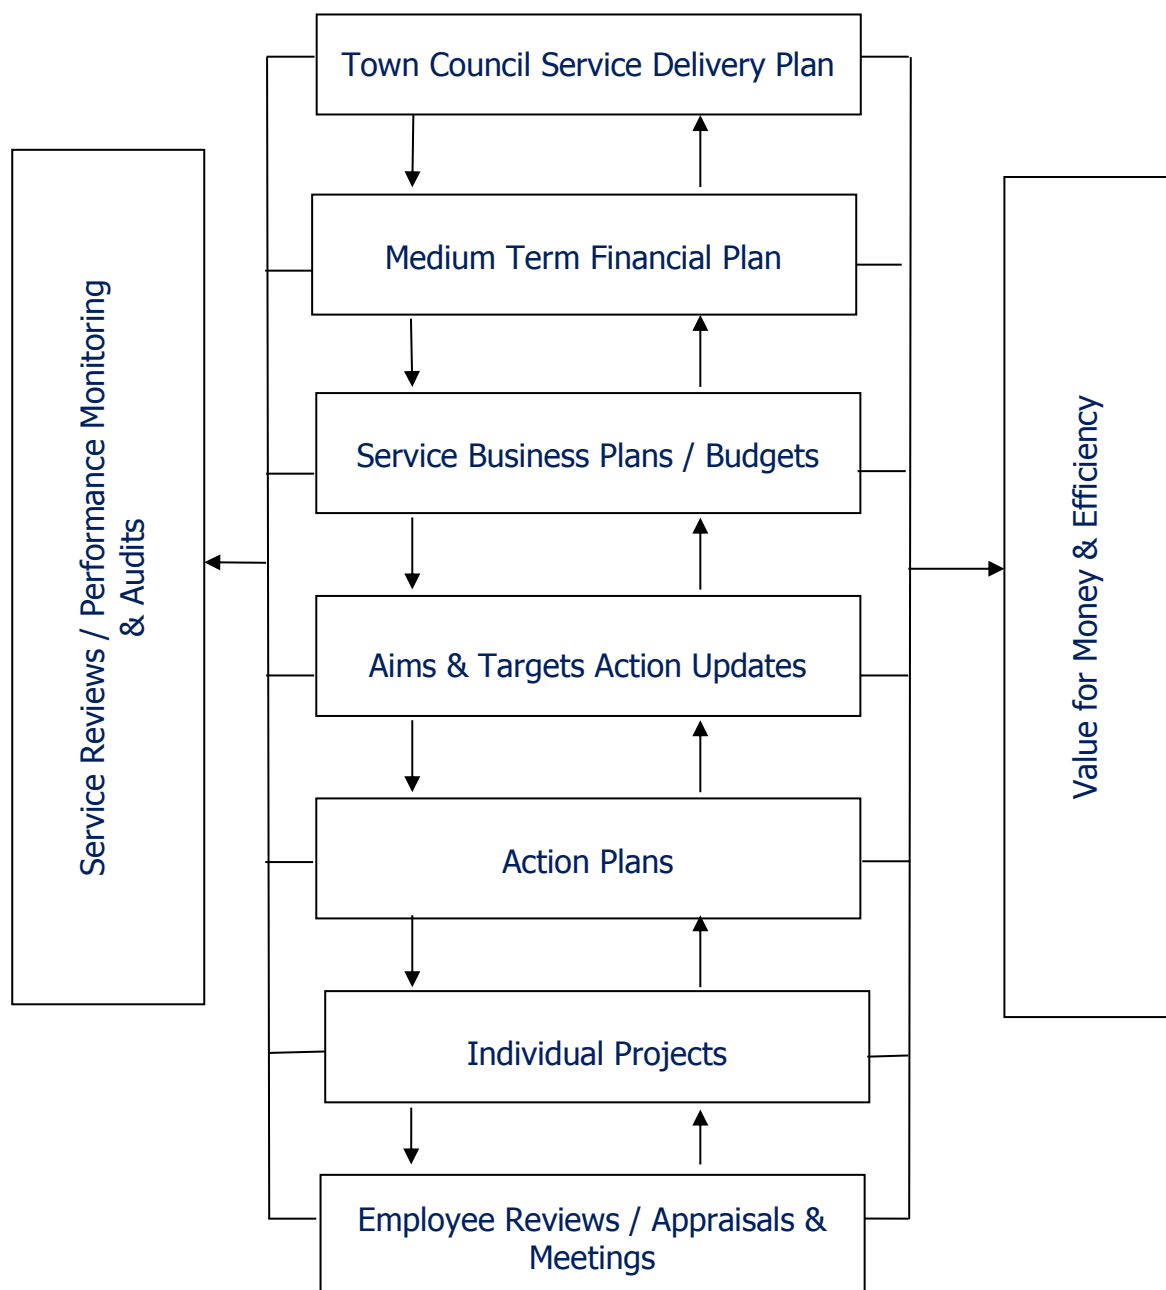 Town Council Service Delivery Plan
Medium Term Financial Plan
Service Business Plans / Budgets
Aims & Targets Action Updates
Action Plans
Individual Projects
Employee Reviews / Appraisals &
Meetings
Service Reviews / Performance Monitoring
& Audits
Value for Money & Efficiency